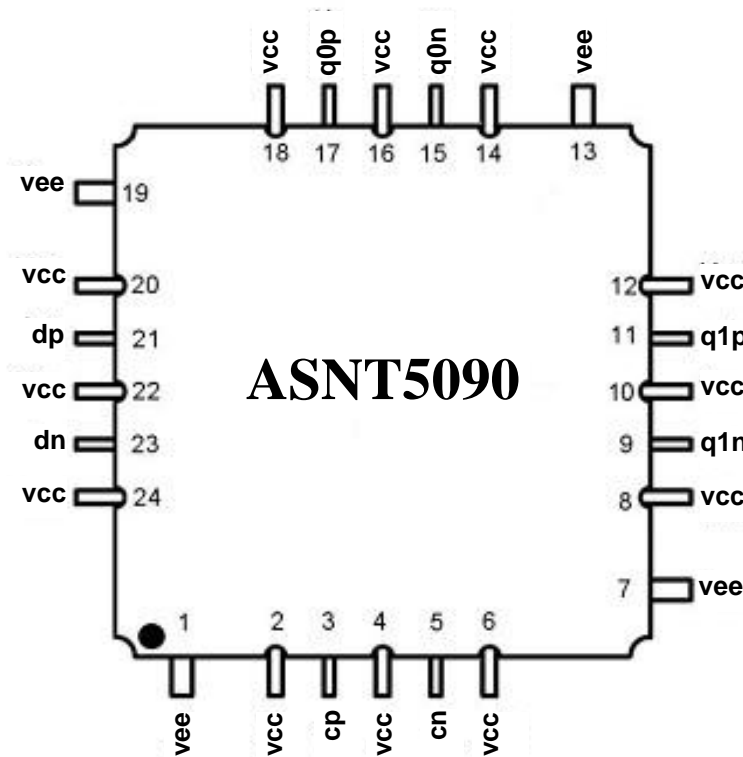 vcc q0p vcc q0n vcc vee
18 17 16 15 14 13
vee 19
vcc 20 12 vcc
dp 21 11 q1p
vcc 22 ASNT5090 10 vcc
dn 23 9 q1n
vcc 24 8 vcc
7 vee
1 2 3 4 5 6
vee vcc cp vcc cn vcc